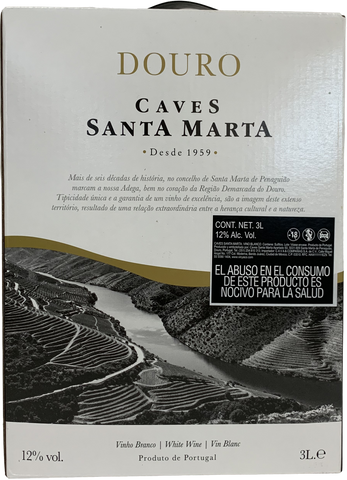 DOURO
CAVES
SANTA MARTA
• Desde 1959 •
Mais de seis décadas de história, no concelho de Santa Marta de Penaguião
marcam a nossa Adega, bem no coração da Região Demarcada do Douro.
Tipicidade única e a garantia de um vinho de excelência, são a imagem deste extenso
território, resultado de uma relação extraordinária entre a herança cultural e a natureza.
CONT. NET. 3L
12% Alc. Vol.
EL ABUSO EN EL CONSUMO
DE ESTE PRODUCTO ES
NOCIVO PARA LA SALUD
12% vol.
Vinho Branco | White Wine | Vin Blanc
Produto de Portugal
3L.e